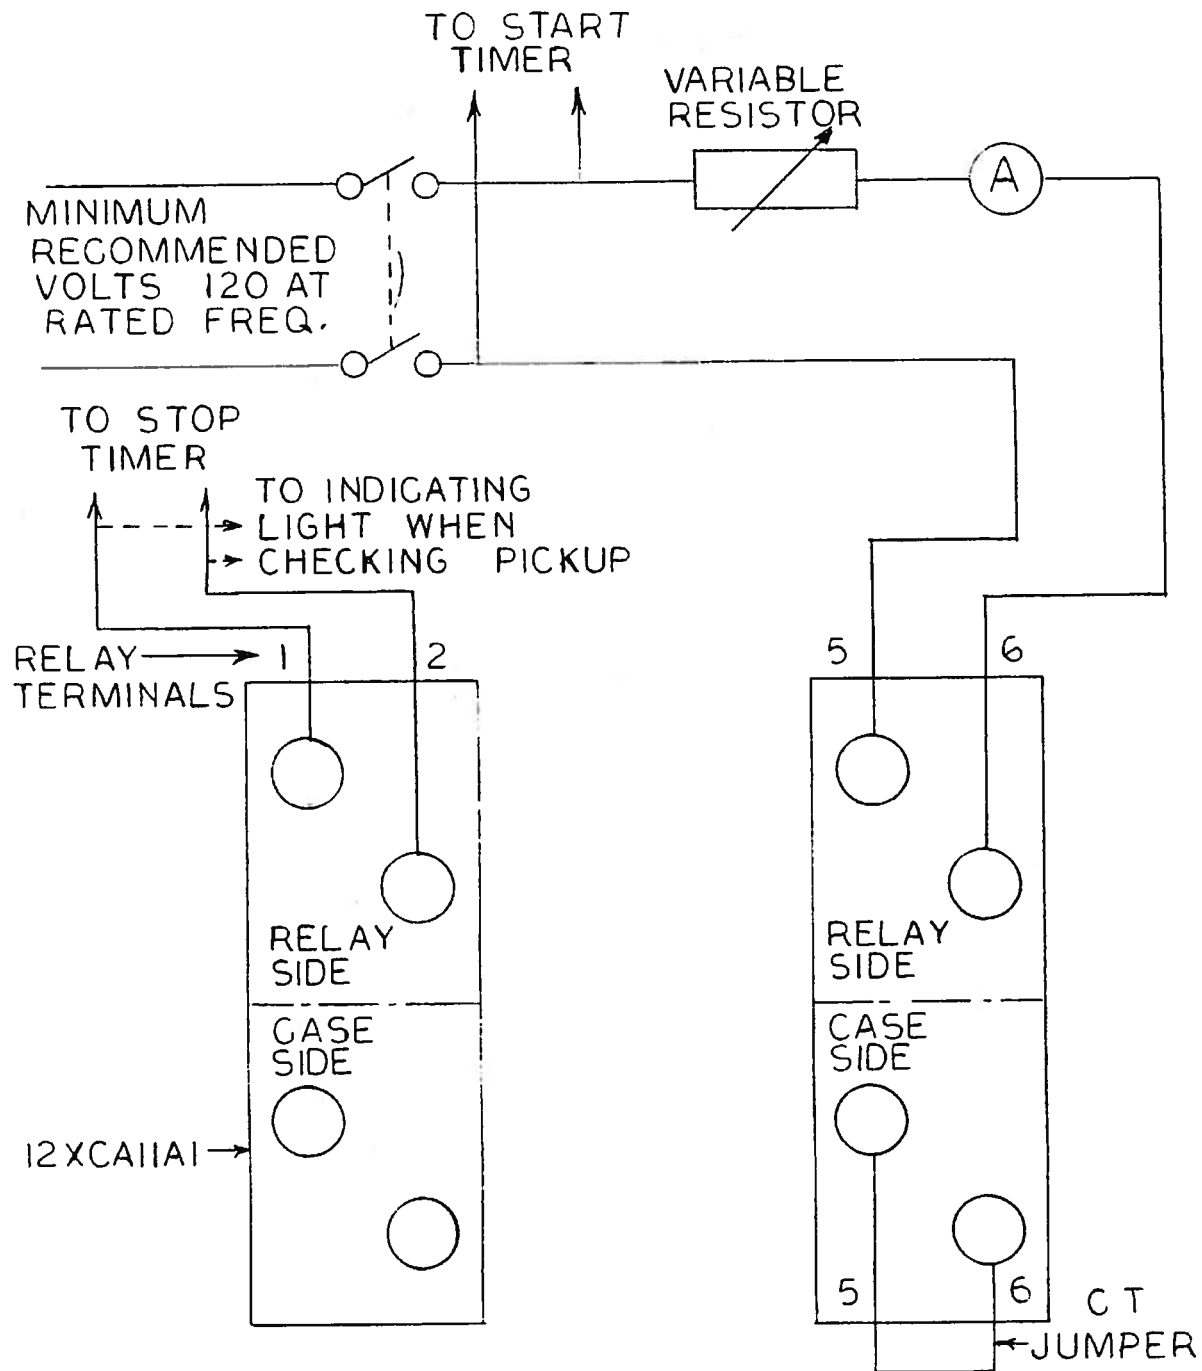 TO START
TIMER
VARIABLE
RESISTOR
A
MINIMUM
RECOMMENDED
VOLTS 120 AT
RATED FREQ.
TO STOP
TIMER
TO INDICATING
LIGHT WHEN
CHECKING PICKUP
RELAY
TERMINALS
1
2
5
6
RELAY
SIDE
RELAY
SIDE
CASE
SIDE
CASE
SIDE
12XCA11A1
5
6
CT
JUMPER